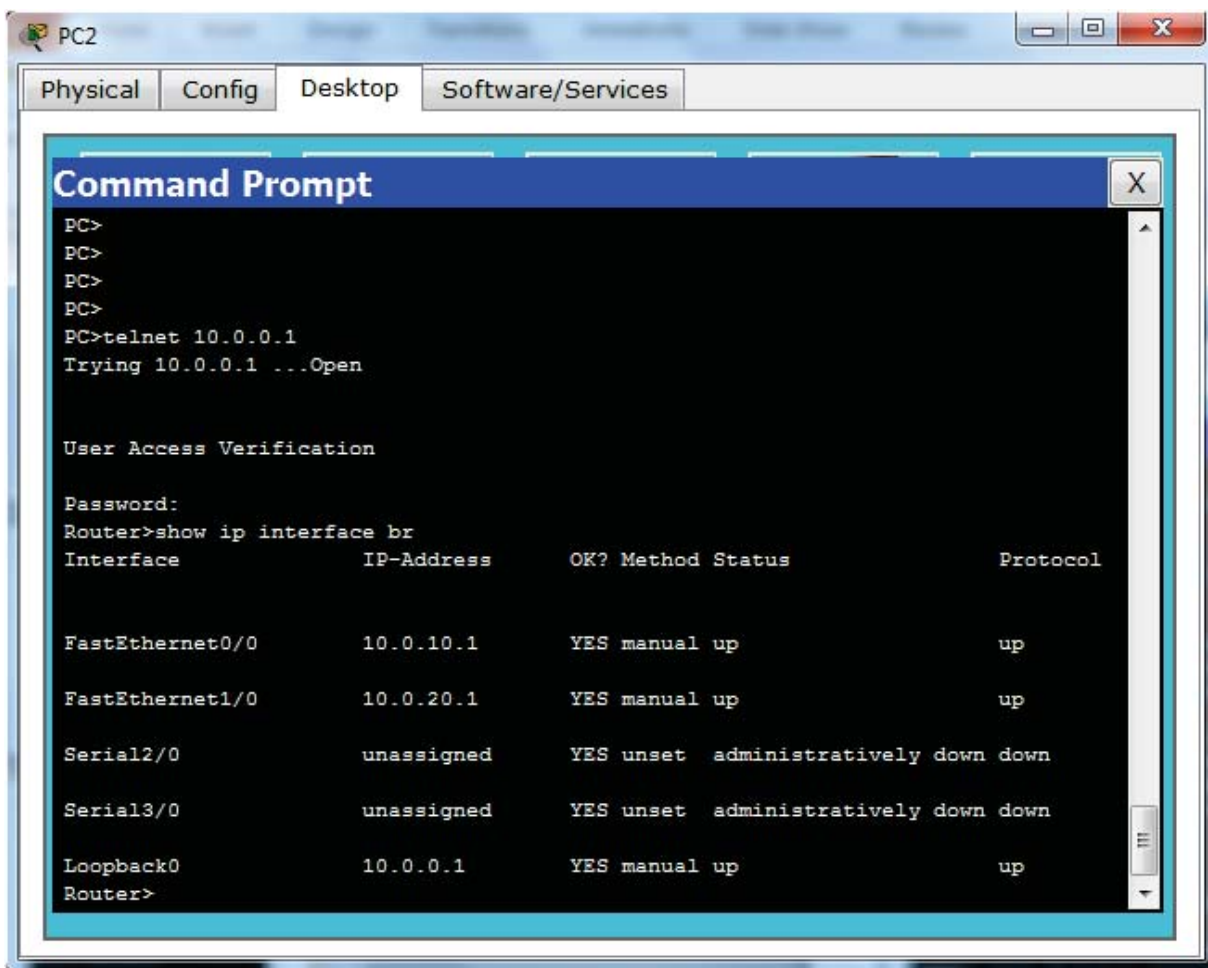 PC2
Physical Config Desktop Software/Services
Command Prompt X
PC>
PC>
PC>
PC>
PC>telnet 10.0.0.1
Trying 10.0.0.1 ...Open
User Access Verification
Password:
Router>show ip interface br
Interface IP-Address OK? Method Status Protocol
FastEthernet0/0 10.0.10.1 YES manual up up
FastEthernet1/0 10.0.20.1 YES manual up up
Serial2/0 unassigned YES unset administratively down down
Serial3/0 unassigned YES unset administratively down down
Loopback0 10.0.0.1 YES manual up up
Router>